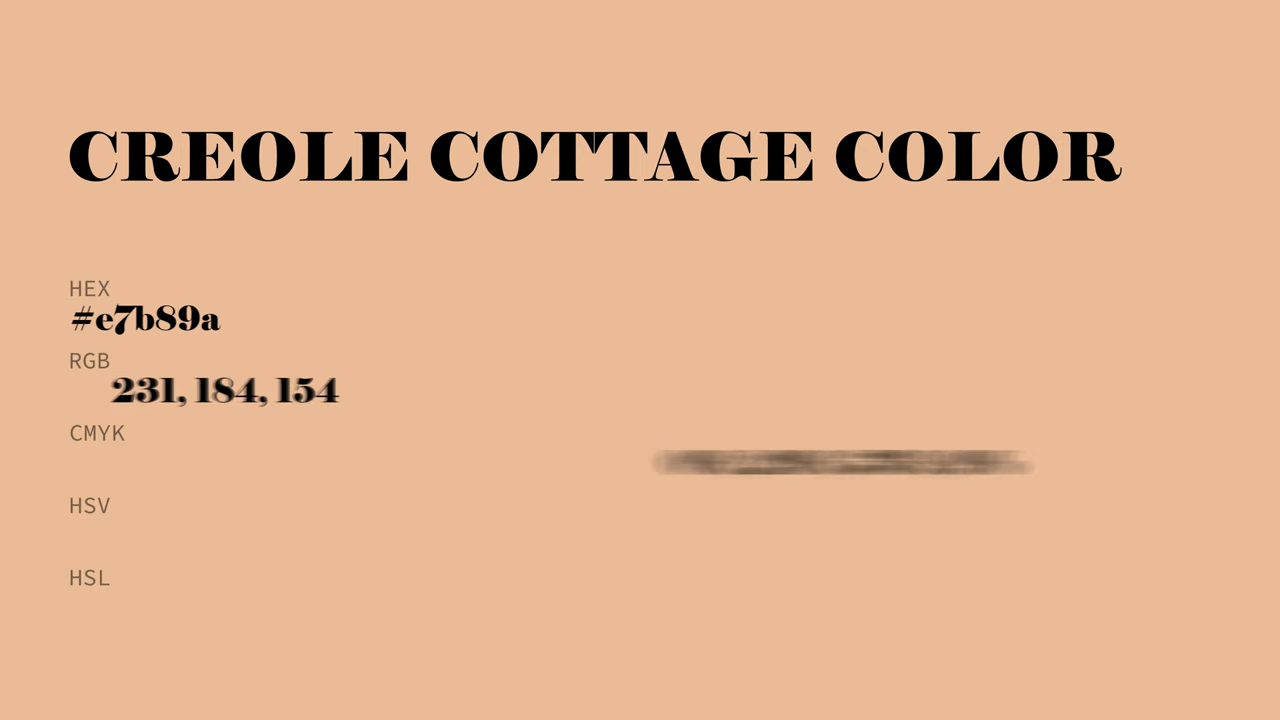 CREOLE COTTAGE COLOR
HEX
#e7b89a
RGB
231, 184, 154
CMYK
HSV
HSL